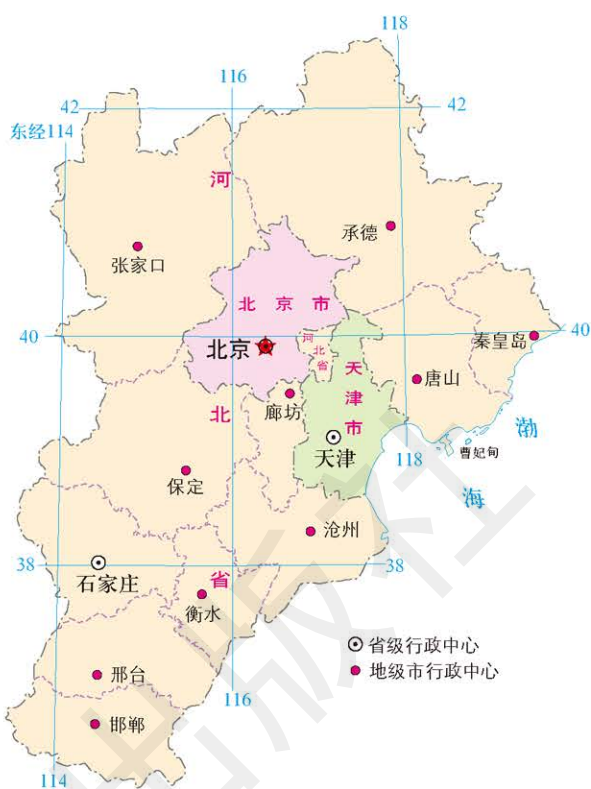 118
116
42
42
东经114
河
承德
张家口
北京市
40
40
秦皇岛
北京
河北省
天津市
唐山
廊坊
北
渤海
曹妃甸
118
天津
保定
沧州
38
38
石家庄
省
衡水
省级行政中心
邢台
地级市行政中心
116
邯郸
114
出版社